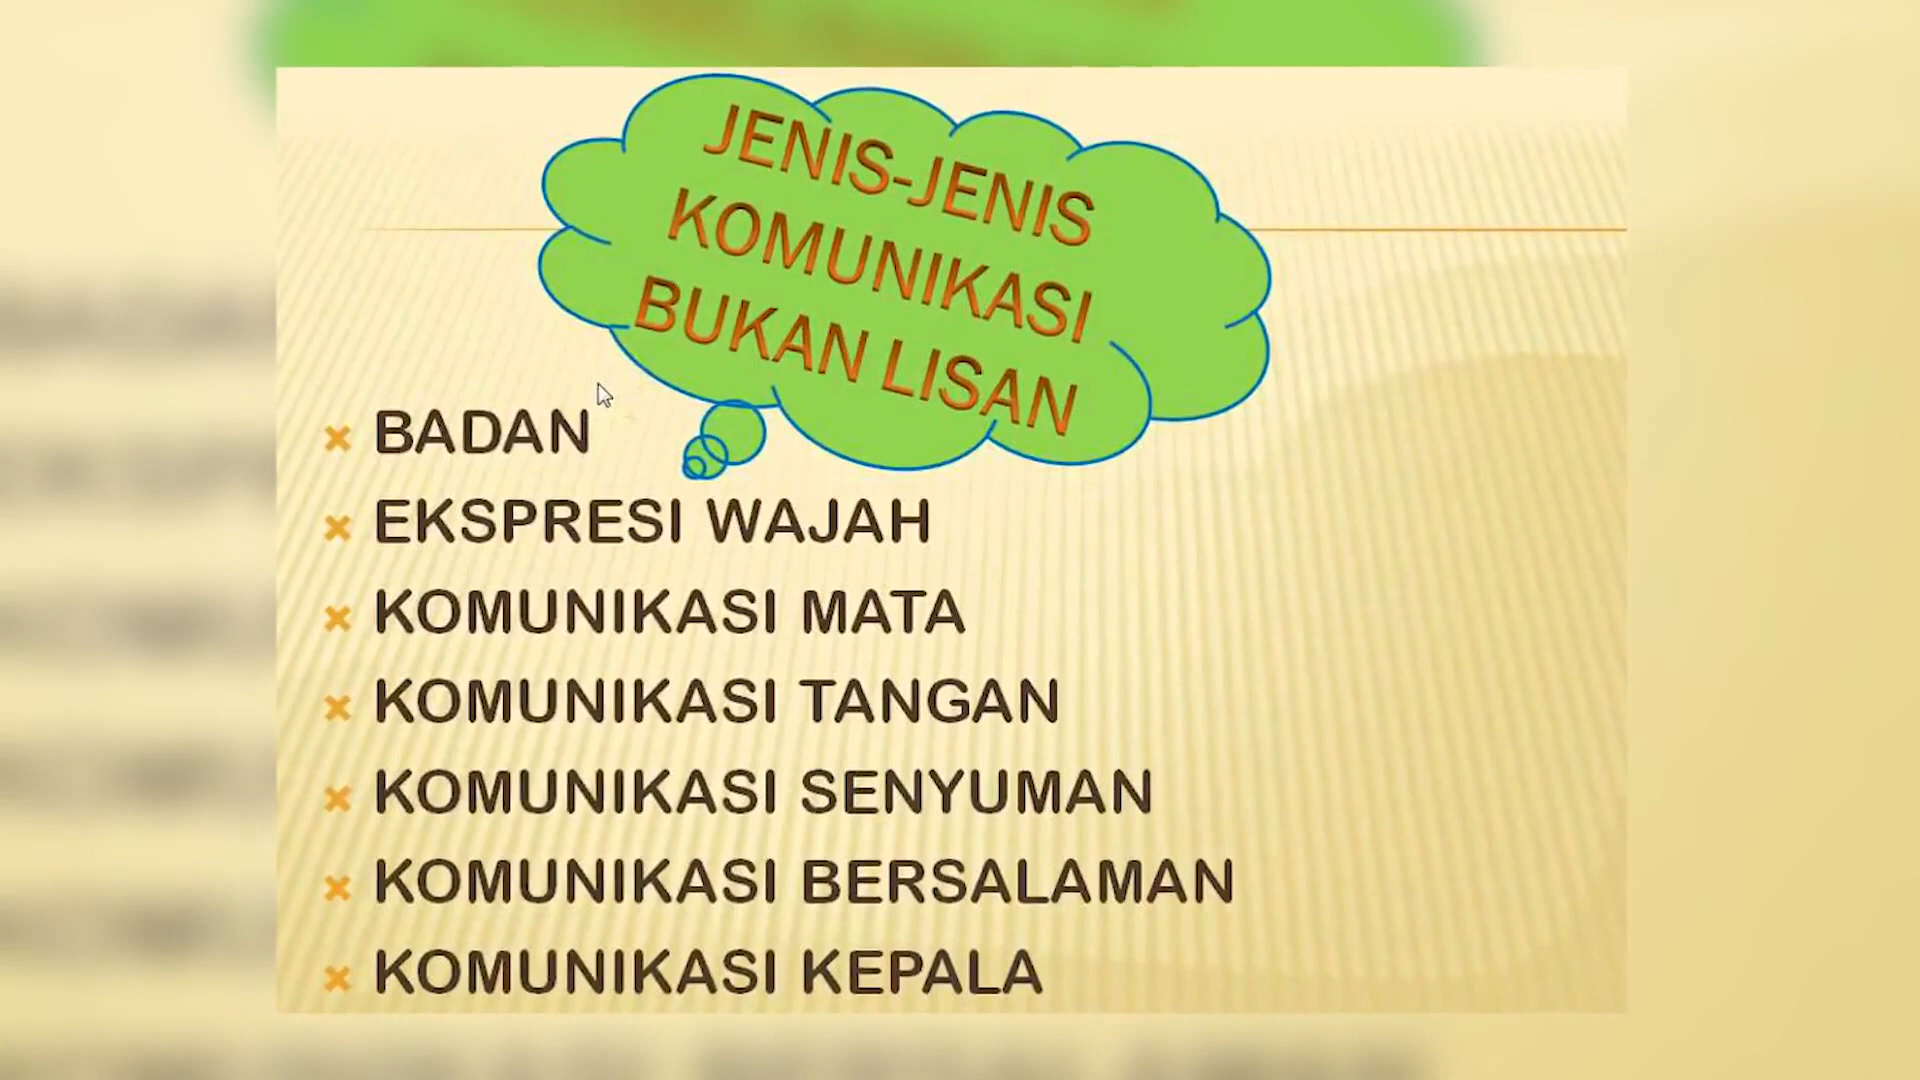 JENIS-JENIS
KOMUNIKASI
BUKAN LISAN
BADAN
EKSPRESI WAJAH
KOMUNIKASI MATA
KOMUNIKASI TANGAN
KOMUNIKASI SENYUMAN
KOMUNIKASI BERSALAMAN
KOMUNIKASI KEPALA